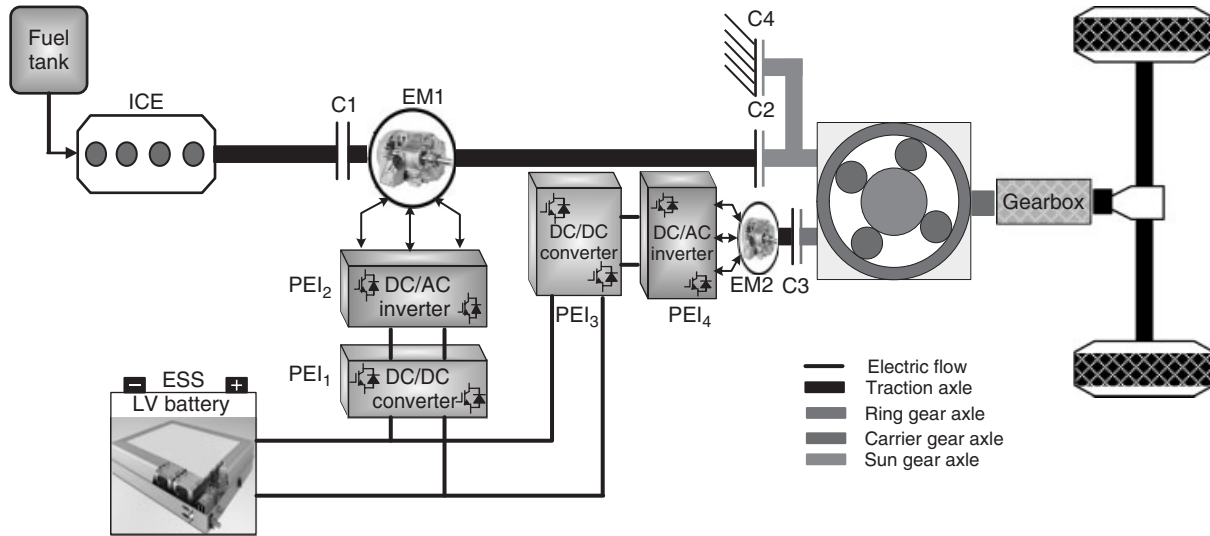 Fuel
tank
ICE
C1
EM1
C4
C2
Gearbox
DC/DC
converter
DC/AC
inverter
EM2
C3
PEI₃
PEI₄
PEI₂
DC/AC
inverter
PEI₁
DC/DC
converter
ESS
LV battery
Electric flow
Traction axle
Ring gear axle
Carrier gear axle
Sun gear axle